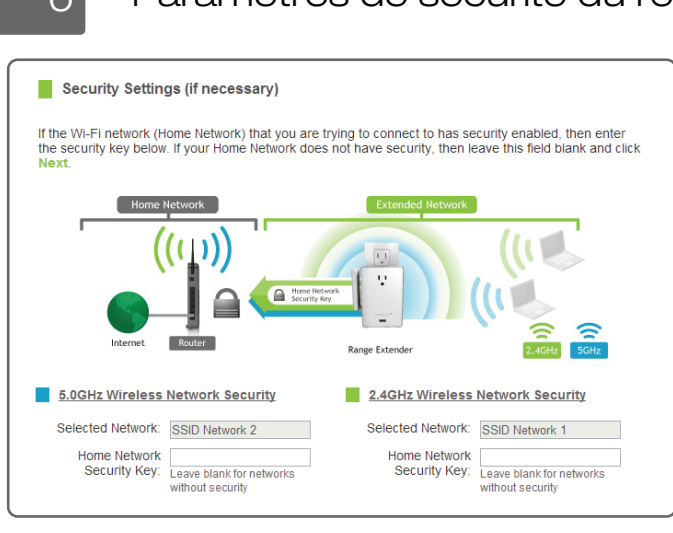 Paramètres de sécurité du
Security Settings (if necessary)
If the Wi-Fi network (Home Network) that you are trying to connect to has security enabled, then enter
the security key below. If your Home Network does not have security, then leave this field blank and click
Next.
Home Network
Extended Network
Home Network
Security Key
Internet
Router
Range Extender
2.4GHz
5GHz
5.0GHz Wireless Network Security
Selected Network:
SSID Network 2
Home Network
Security Key:
Leave blank for networks
without security
2.4GHz Wireless Network Security
Selected Network:
SSID Network 1
Home Network
Security Key:
Leave blank for networks
without security